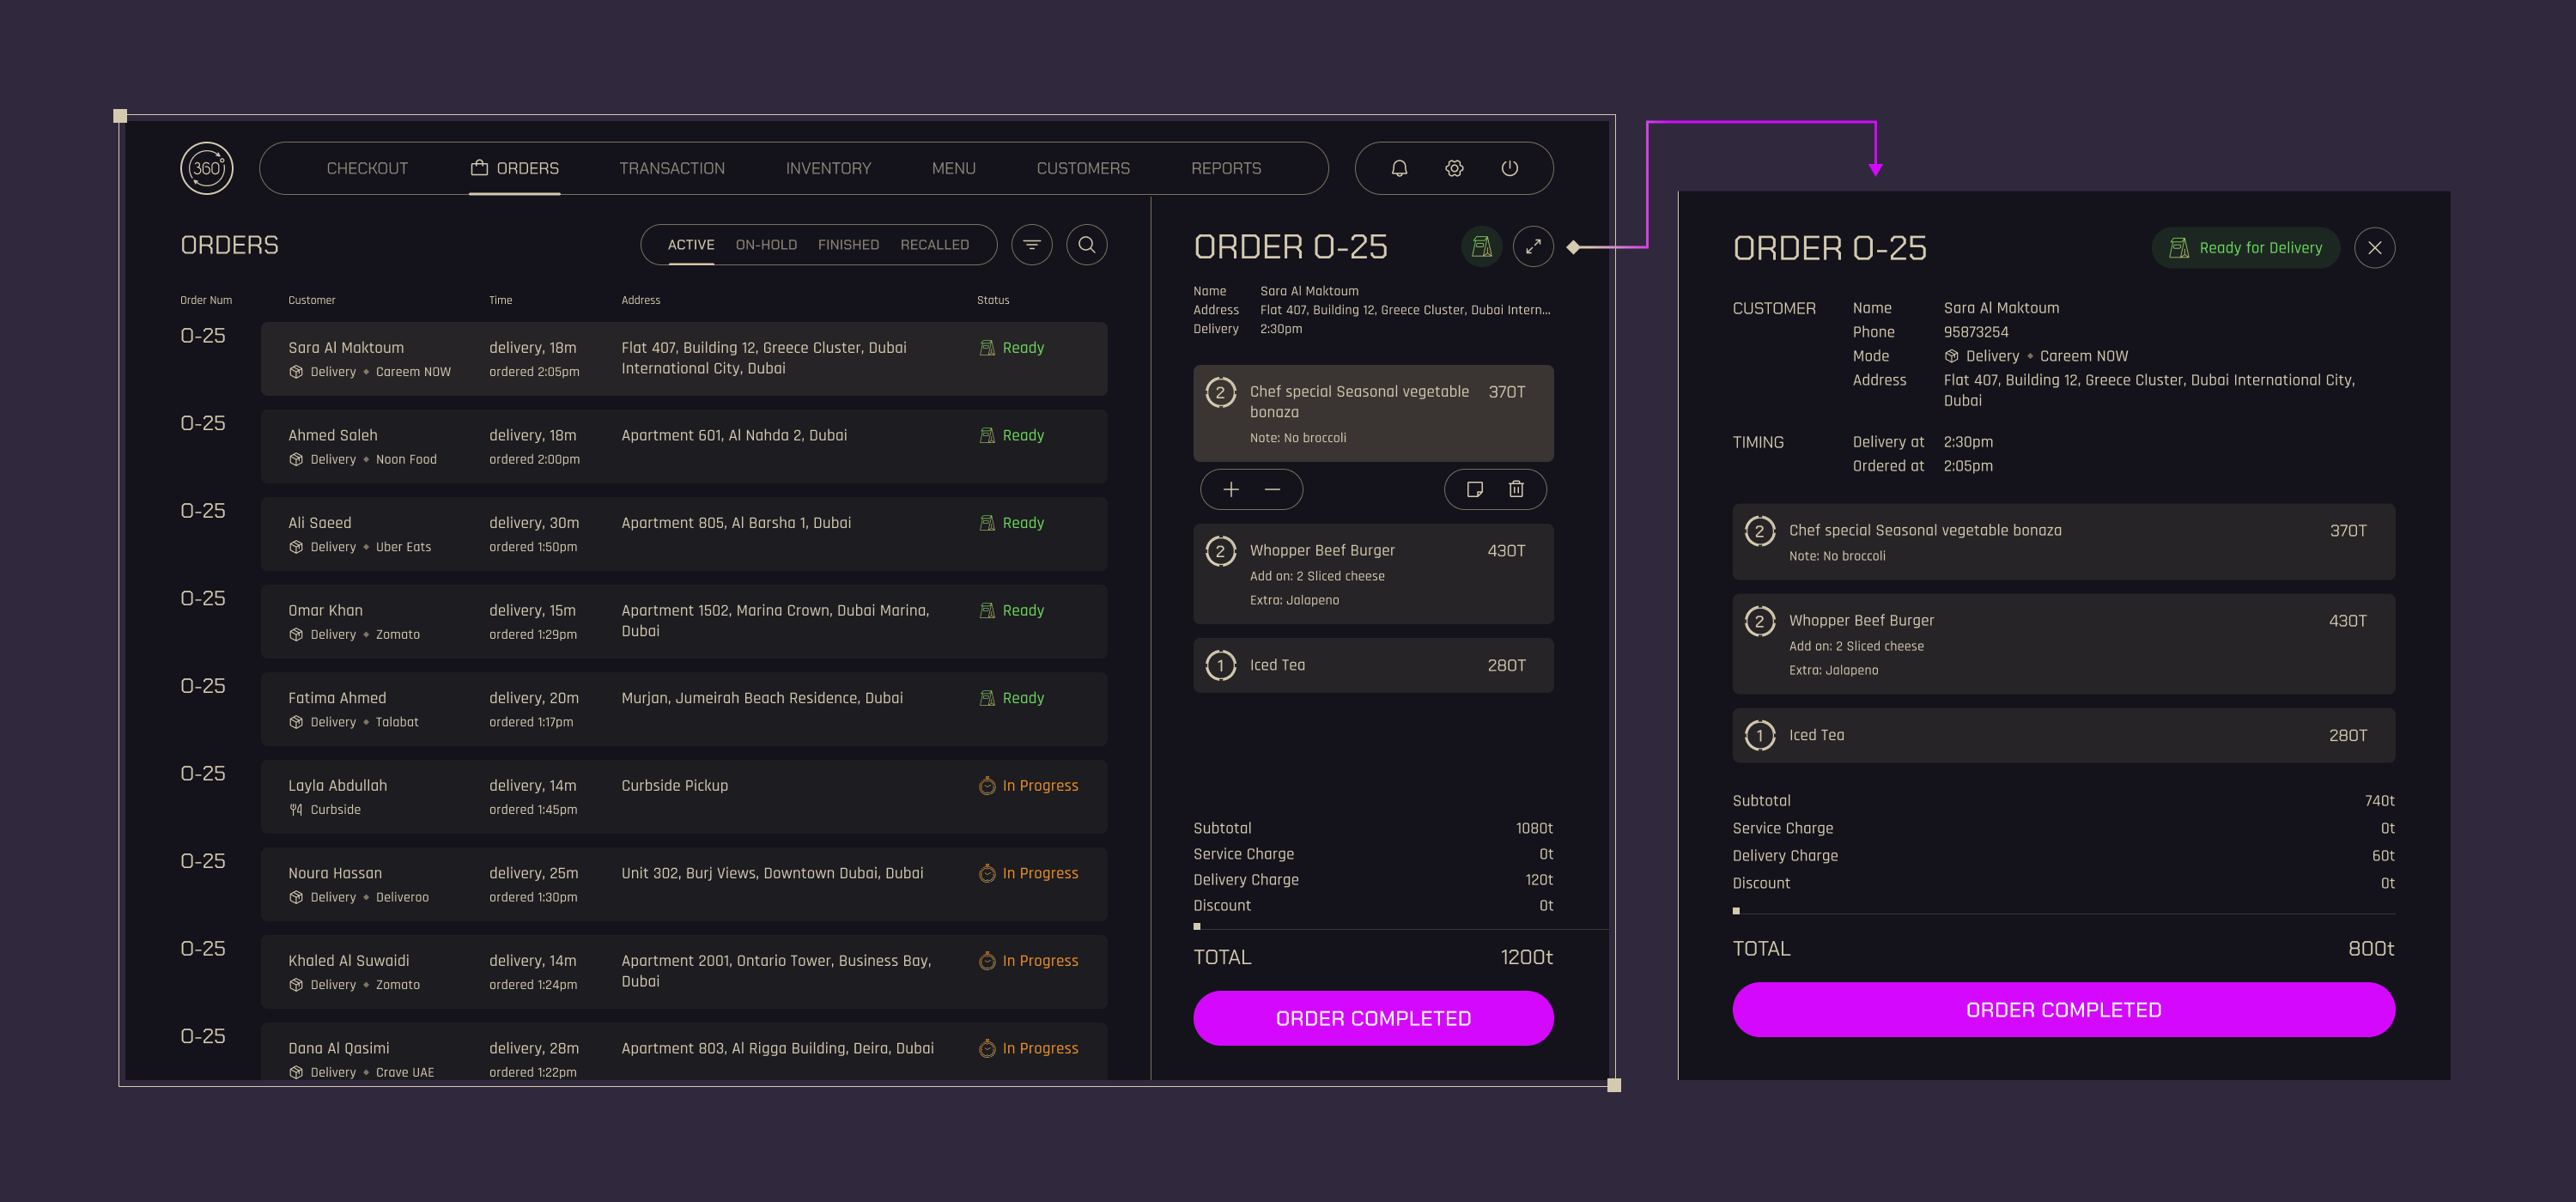 360°
CHECKOUT
ORDERS
TRANSACTION
INVENTORY
MENU
CUSTOMERS
REPORTS
ORDERS
ACTIVE
ON-HOLD
FINISHED
RECALLED
Order Num
Customer
Time
Address
Status
O-25
Sara Al Maktoum
Delivery ◆ Careem NOW
delivery, 18m
ordered 2:05pm
Flat 407, Building 12, Greece Cluster, Dubai
International City, Dubai
Ready
O-25
Ahmed Saleh
Delivery ◆ Noon Food
delivery, 18m
ordered 2:00pm
Apartment 601, Al Nahda 2, Dubai
Ready
O-25
Ali Saeed
Delivery ◆ Uber Eats
delivery, 30m
ordered 1:50pm
Apartment 805, Al Barsha 1, Dubai
Ready
O-25
Omar Khan
Delivery ◆ Zomato
delivery, 15m
ordered 1:29pm
Apartment 1502, Marina Crown, Dubai Marina,
Dubai
Ready
O-25
Fatima Ahmed
Delivery ◆ Talabat
delivery, 20m
ordered 1:17pm
Murjan, Jumeirah Beach Residence, Dubai
Ready
O-25
Layla Abdullah
Curbside
delivery, 14m
ordered 1:45pm
Curbside Pickup
In Progress
O-25
Noura Hassan
Delivery ◆ Deliveroo
delivery, 25m
ordered 1:30pm
Unit 302, Burj Views, Downtown Dubai, Dubai
In Progress
O-25
Khaled Al Suwaidi
Delivery ◆ Zomato
delivery, 14m
ordered 1:24pm
Apartment 2001, Ontario Tower, Business Bay,
Dubai
In Progress
O-25
Dana Al Qasimi
Delivery ◆ Crave UAE
delivery, 28m
ordered 1:22pm
Apartment 803, Al Rigga Building, Deira, Dubai
In Progress
ORDER O-25
Name Sara Al Maktoum
Address Flat 407, Building 12, Greece Cluster, Dubai Intern...
Delivery 2:30pm
2 Chef special Seasonal vegetable 370T
bonaza
Note: No broccoli
2 Whopper Beef Burger 430T
Add on: 2 Sliced cheese
Extra: Jalapeno
1 Iced Tea 280T
Subtotal 1080t
Service Charge 0t
Delivery Charge 120t
Discount 0t
TOTAL 1200t
ORDER COMPLETED
ORDER O-25
Ready for Delivery
CUSTOMER
Name Sara Al Maktoum
Phone 95873254
Mode Delivery ◆ Careem NOW
Address Flat 407, Building 12, Greece Cluster, Dubai International City,
Dubai
TIMING
Delivery at 2:30pm
Ordered at 2:05pm
2 Chef special Seasonal vegetable bonaza 370T
Note: No broccoli
2 Whopper Beef Burger 430T
Add on: 2 Sliced cheese
Extra: Jalapeno
1 Iced Tea 280T
Subtotal 740t
Service Charge 0t
Delivery Charge 60t
Discount 0t
TOTAL 800t
ORDER COMPLETED